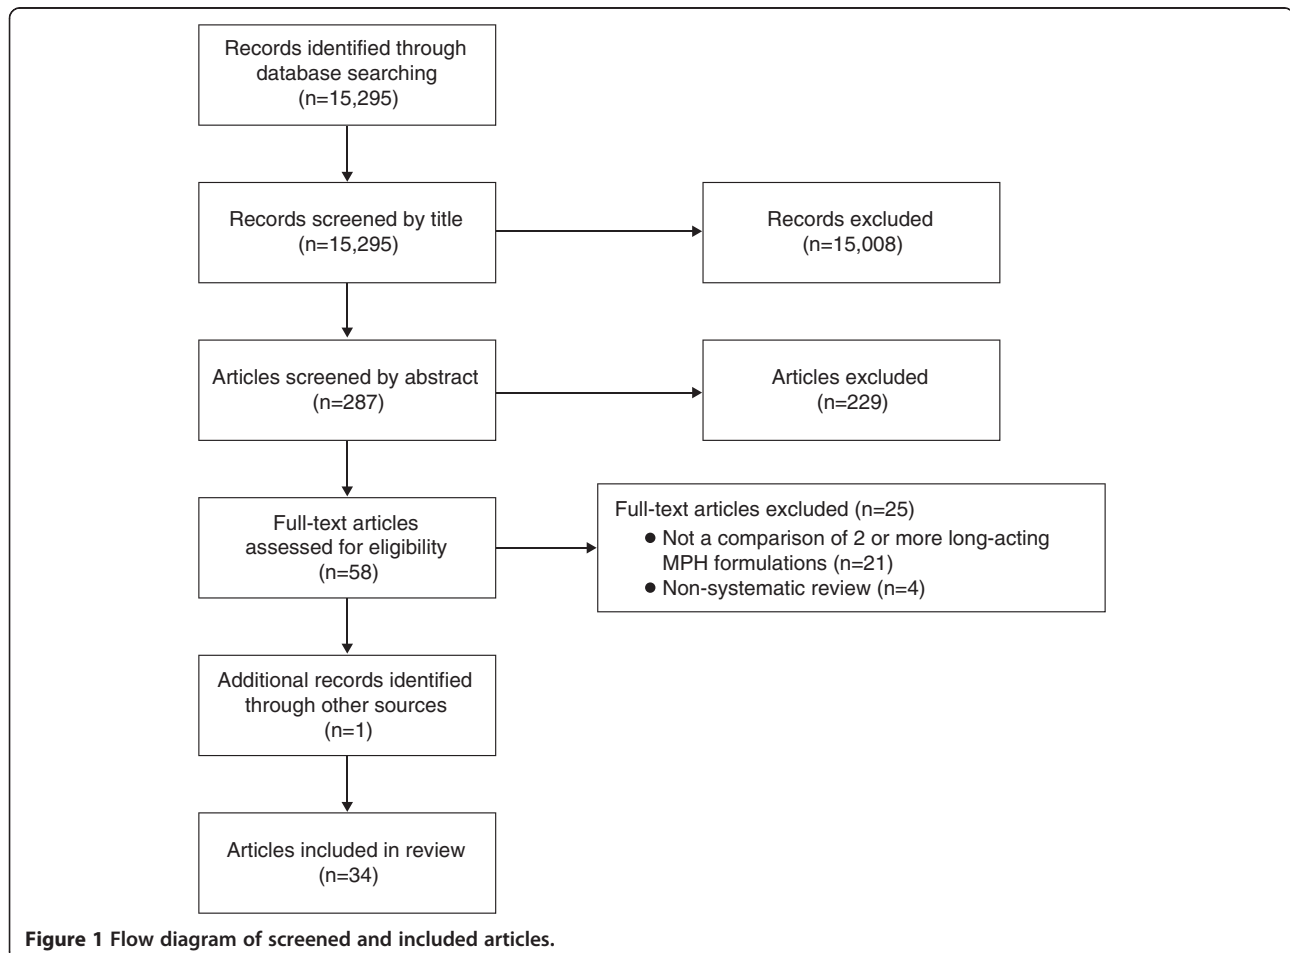 Records identified through
database searching
(n=15,295)
Records screened by title
(n=15,295)
Records excluded
(n=15,008)
Articles screened by abstract
(n=287)
Articles excluded
(n=229)
Full-text articles
assessed for eligibility
(n=58)
Full-text articles excluded (n=25)
● Not a comparison of 2 or more long-acting
MPH formulations (n=21)
● Non-systematic review (n=4)
Additional records identified
through other sources
(n=1)
Articles included in review
(n=34)
Figure 1 Flow diagram of screened and included articles.